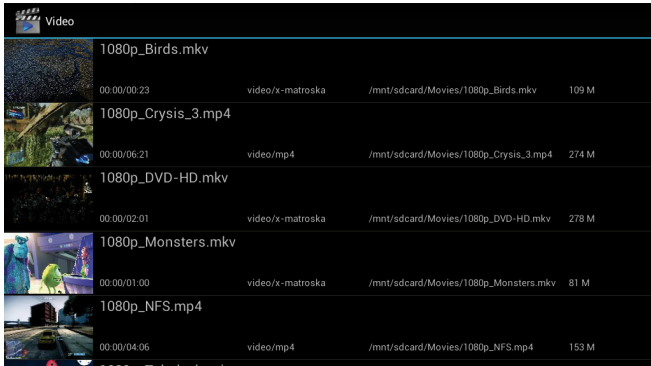 Video
1080p_Birds.mkv
00:00/00:23 video/x-matroska /mnt/sdcard/Movies/1080p_Birds.mkv 109 M
1080p_Crysis_3.mp4
00:00/06:21 video/mp4 /mnt/sdcard/Movies/1080p_Crysis_3.mp4 274 M
1080p_DVD-HD.mkv
00:00/02:01 video/x-matroska /mnt/sdcard/Movies/1080p_DVD-HD.mkv 278 M
1080p_Monsters.mkv
00:00/01:00 video/x-matroska /mnt/sdcard/Movies/1080p_Monsters.mkv 81 M
1080p_NFS.mp4
00:00/04:06 video/mp4 /mnt/sdcard/Movies/1080p_NFS.mp4 153 M